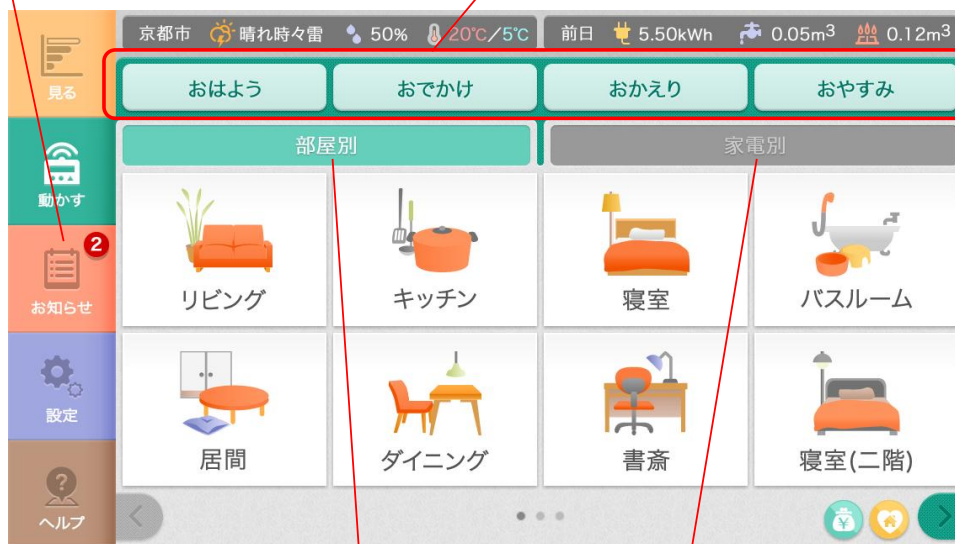 京都市 晴れ時々雷 50% 20℃/5℃ 前日 5.50kWh 0.05m³ 0.12m³
見る
おはよう おでかけ おかえり おやすみ
部屋別 家電別
動かす
2
お知らせ
リビング キッチン 寝室 バスルーム
設定
居間 ダイニング 書斎 寝室(二階)
?
ヘルプ
¥